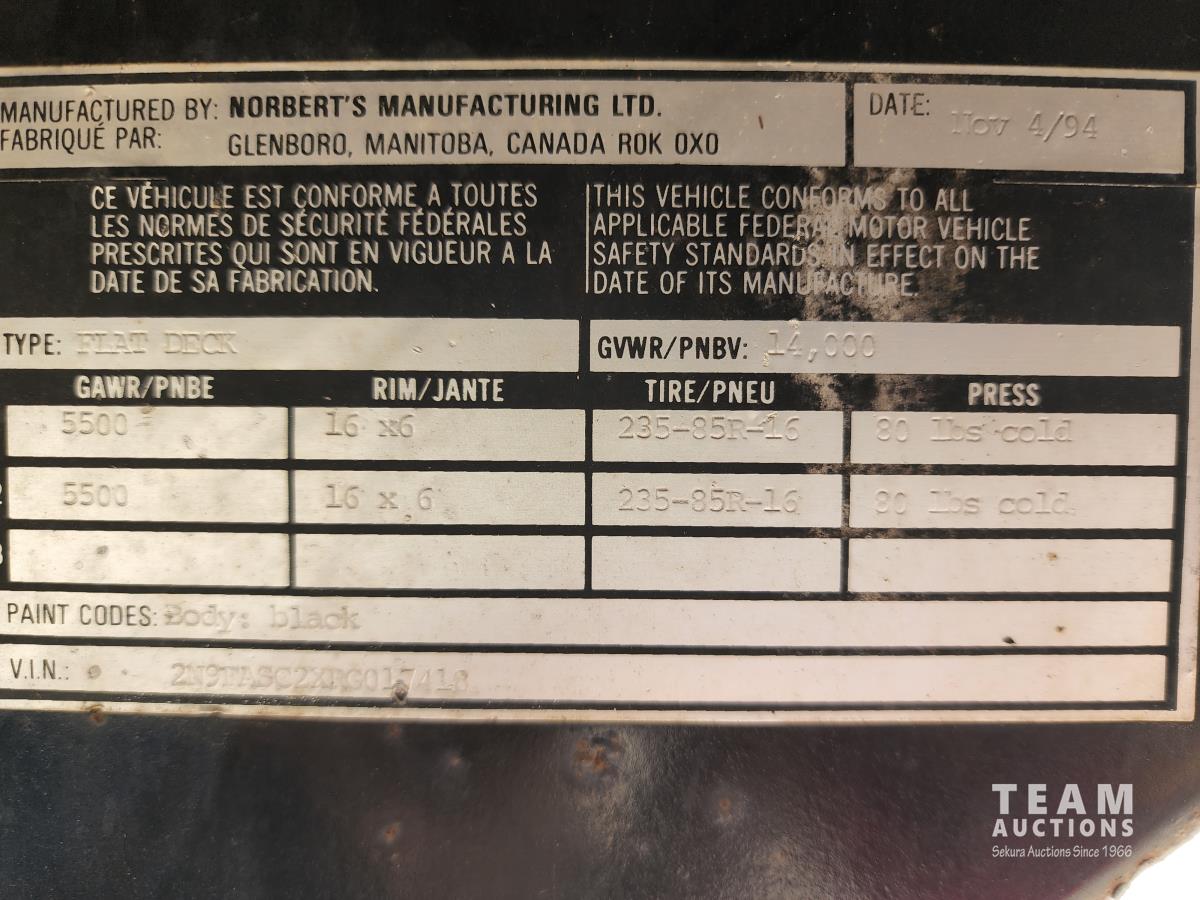 MANUFACTURED BY: NORBERT'S MANUFACTURING LTD.
FABRIQUÉ PAR: GLENBORO, MANITOBA, CANADA R0K 0X0
DATE: Nov 4/94
CE VÉHICULE EST CONFORME A TOUTES
LES NORMES DE SÉCURITÉ FÉDÉRALES
PRESCRITES QUI SONT EN VIGUEUR A LA
DATE DE SA FABRICATION.
THIS VEHICLE CONFORMS TO ALL
APPLICABLE FEDERAL MOTOR VEHICLE
SAFETY STANDARDS IN EFFECT ON THE
DATE OF ITS MANUFACTURE.
TYPE: FLAT DECK
GVWR/PNBV: 14,000
GAWR/PNBE RIM/JANTE TIRE/PNEU PRESS
5500 16 x6 235-85R-16 80 lbs cold
2 5500 16 x 6 235-85R-16 80 lbs cold
3
PAINT CODES: Body: black
V.I.N.:
TEAM
AUCTIONS
Sekura Auctions Since 1966